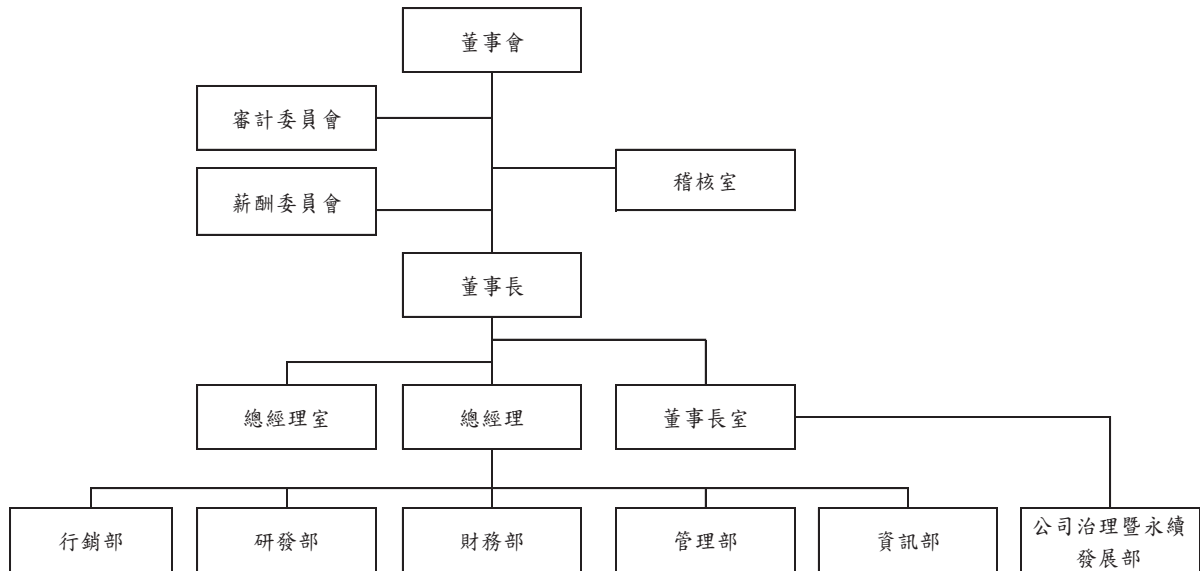 董事會
審計委員會
稽核室
薪酬委員會
董事長
總經理室
總經理
董事長室
行銷部
研發部
財務部
管理部
資訊部
公司治理暨永續
發展部